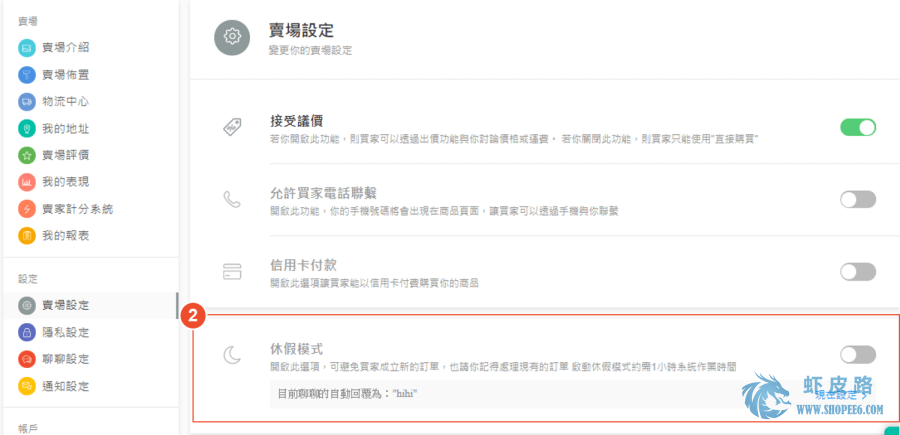 賣場
賣場介紹
賣場佈置
物流中心
我的地址
賣場評價
我的表現
賣家計分系統
我的報表
設定
賣場設定
隱私設定
聊聊設定
通知設定
帳戶
賣場設定
變更你的賣場設定
接受議價
若你開啟此功能，則買家可以透過出價功能與你討論價格或運費。 若你關閉此功能，則買家只能使用"直接購買"
允許買家電話聯繫
開啟此功能，你的手機號碼將會出現在商品頁面，讓買家可以透過手機與你聯繫
信用卡付款
開啟此選項讓買家能以信用卡付費購買你的商品
2
休假模式
開啟此選項，可避免買家成立新的訂單，也請你記得處理現有的訂單 啟動休假模式約需1小時系統作業時間
目前聊聊的自動回覆為："hihi"
現在設定 >
虾皮路
WWW.SHOPEE6.COM